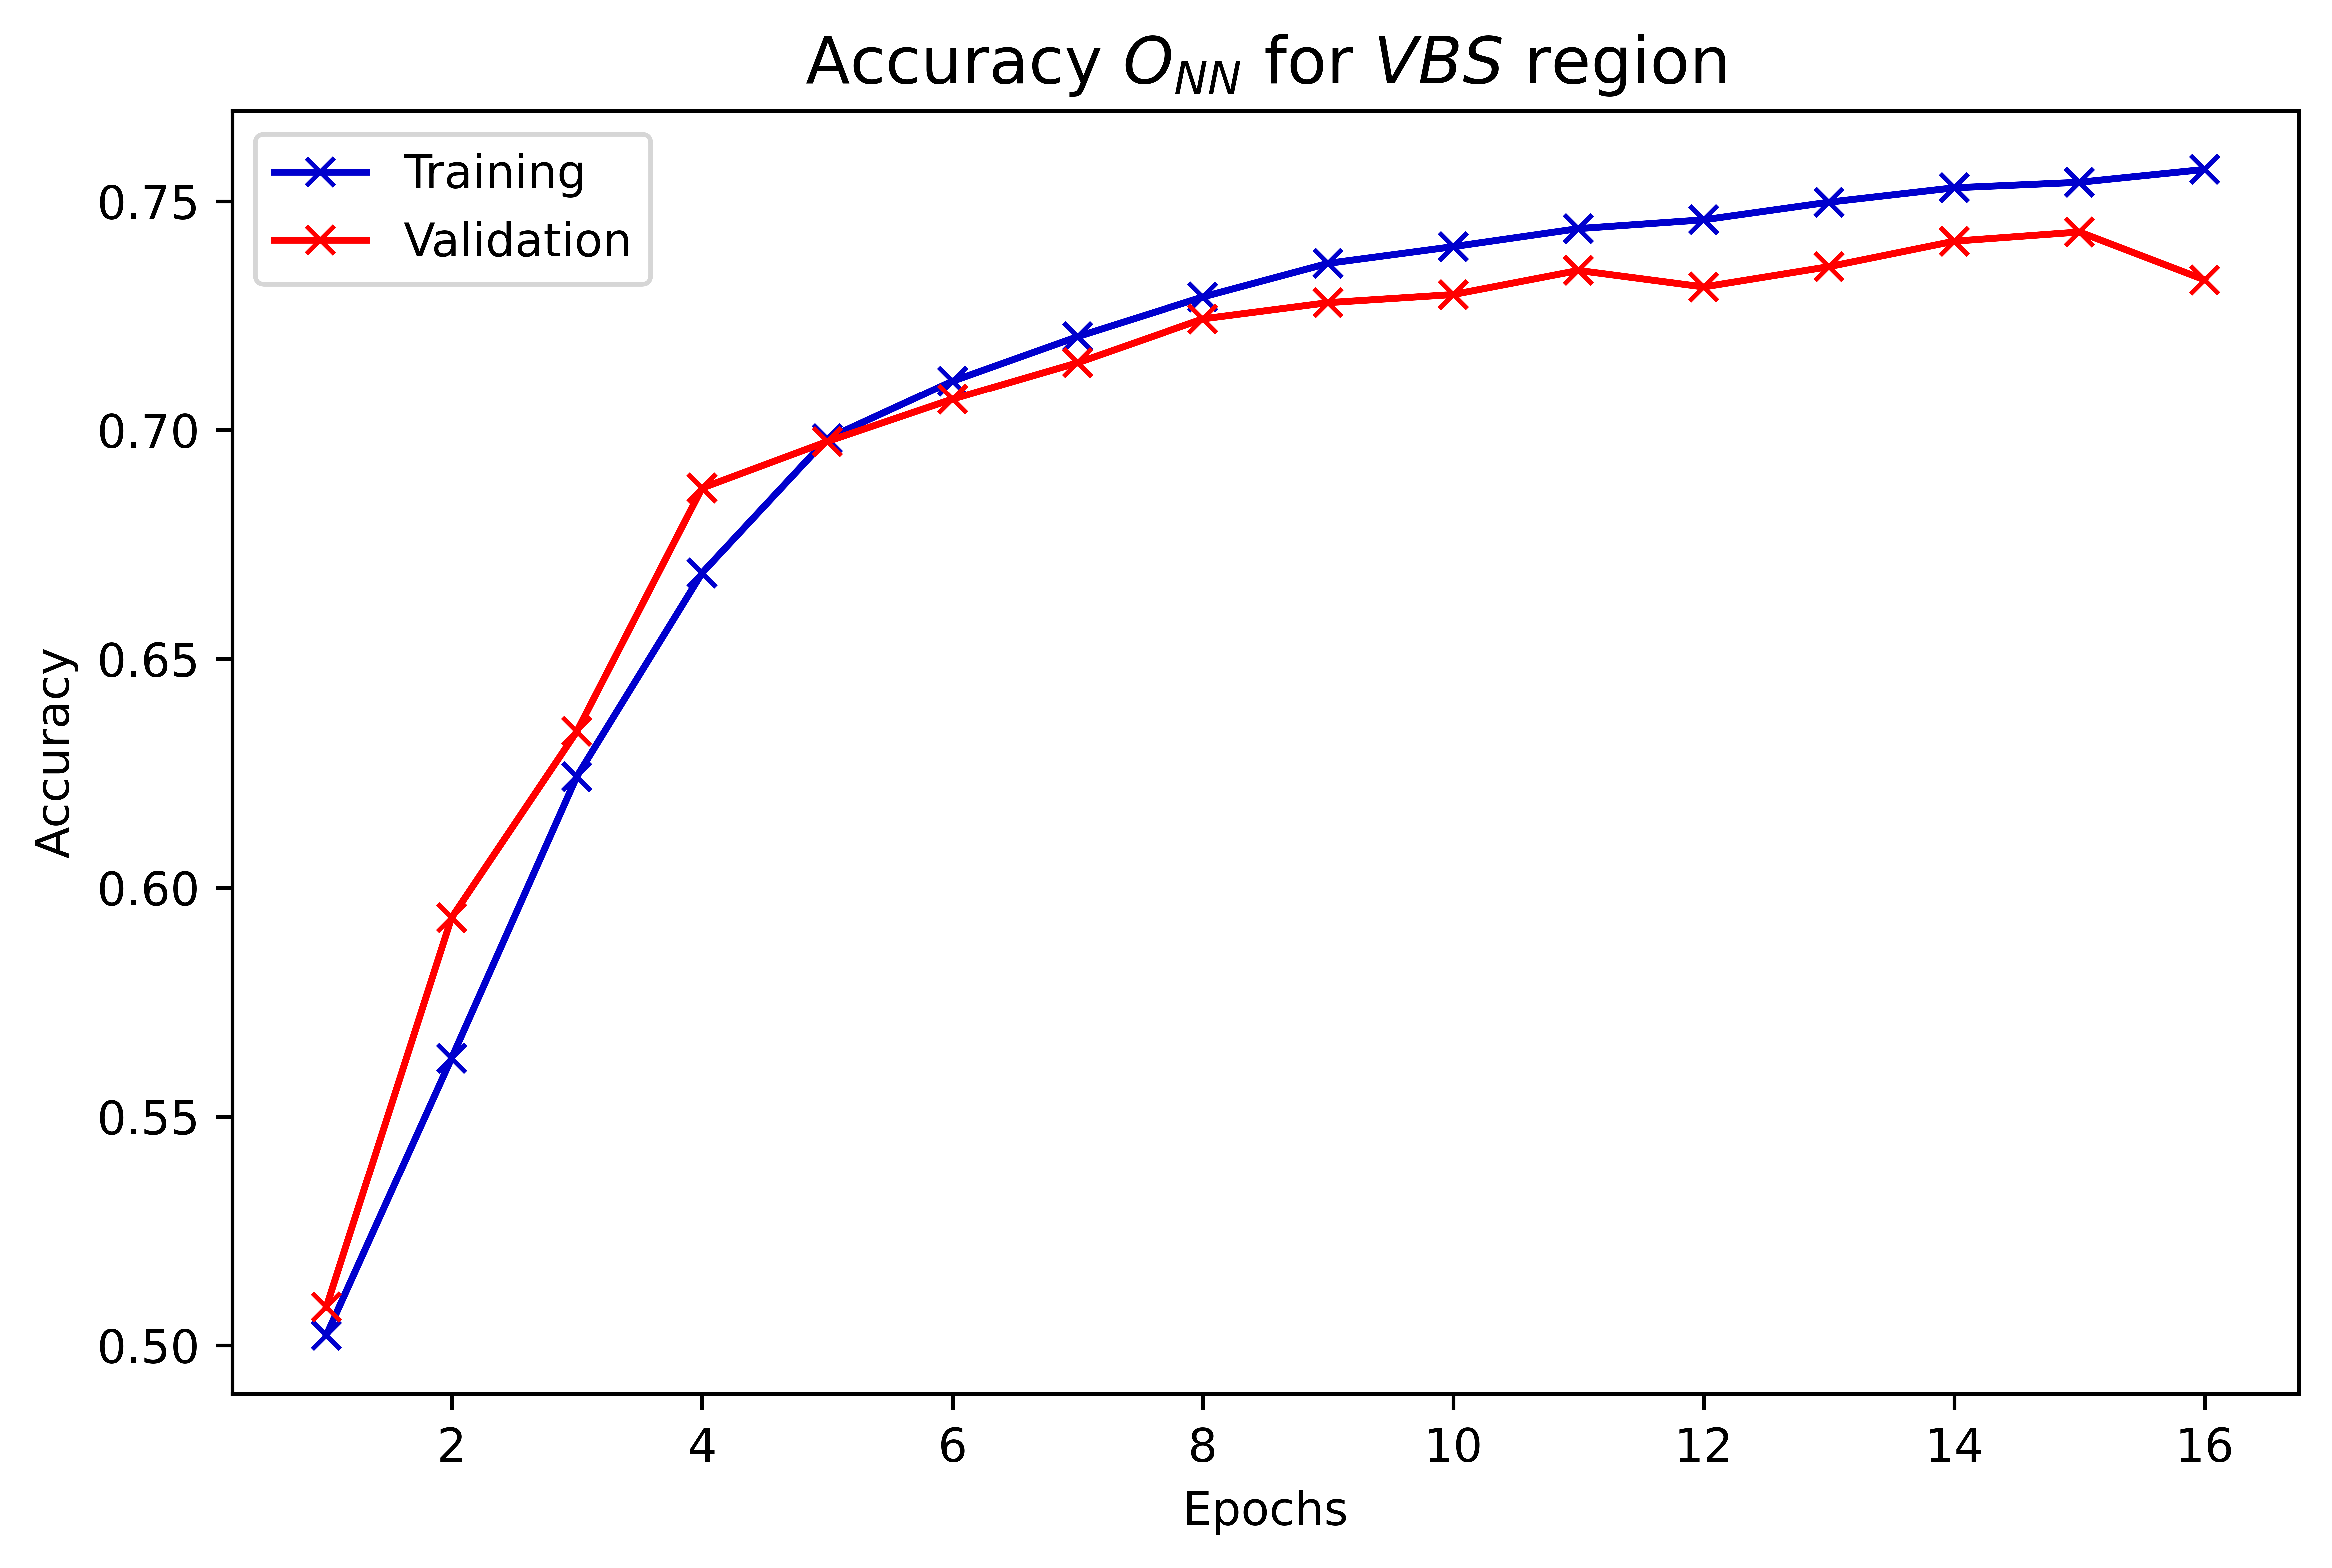 Accuracy O_NN for VBS region
Training
Validation
Accuracy
0.75
0.70
0.65
0.60
0.55
0.50
2 4 6 8 10 12 14 16
Epochs